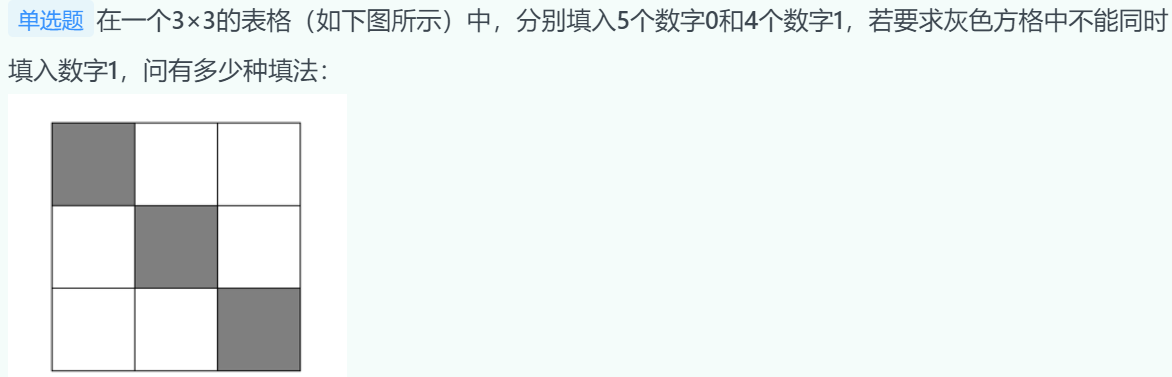 单选题 在一个3×3的表格（如下图所示）中，分别填入5个数字0和4个数字1，若要求灰色方格中不能同时
填入数字1，问有多少种填法：